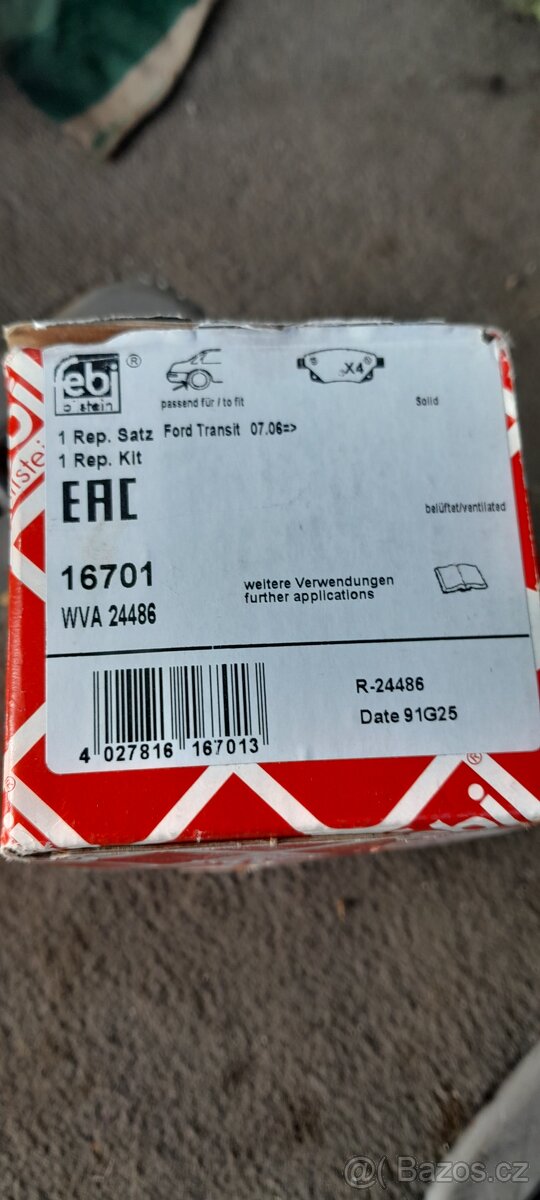 febi ®
bilstein
passend für / to fit
X4
Solid
1 Rep. Satz Ford Transit 07.06=>
1 Rep. Kit
EAC
belüftet/ventilated
16701
WVA 24486
weitere Verwendungen
further applications
R-24486
Date 91G25
4 027816 167013
® Bazos.cz